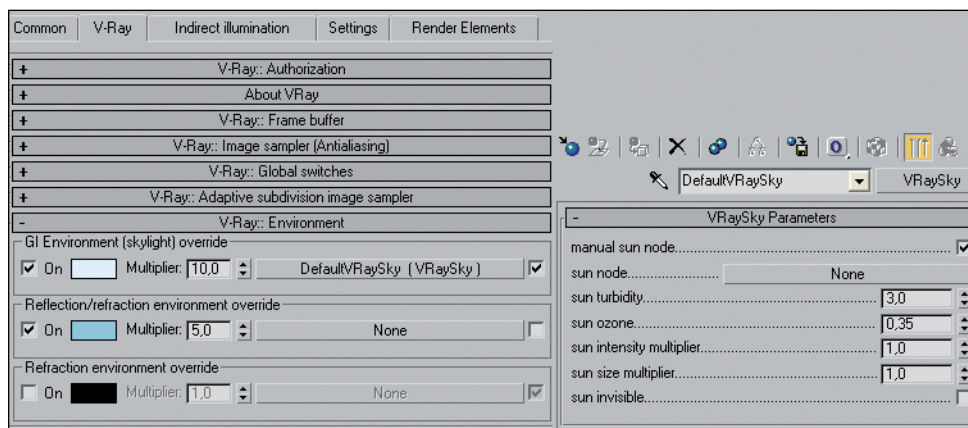 Common V-Ray Indirect illumination Settings Render Elements
+ V-Ray:: Authorization
+ About VRay
+ V-Ray:: Frame buffer
+ V-Ray:: Image sampler (Antialiasing)
+ V-Ray:: Global switches
+ V-Ray:: Adaptive subdivision image sampler
- V-Ray:: Environment
GI Environment (skylight) override
On Multiplier: 10,0 DefaultVRaySky ( VRaySky )
Reflection/refraction environment override
On Multiplier: 5,0 None
Refraction environment override
On Multiplier: 1,0 None
0
DefaultVRaySky VRaySky
- VRaySky Parameters
manual sun node
sun node None
sun turbidity 3,0
sun ozone 0,35
sun intensity multiplier 1,0
sun size multiplier 1,0
sun invisible